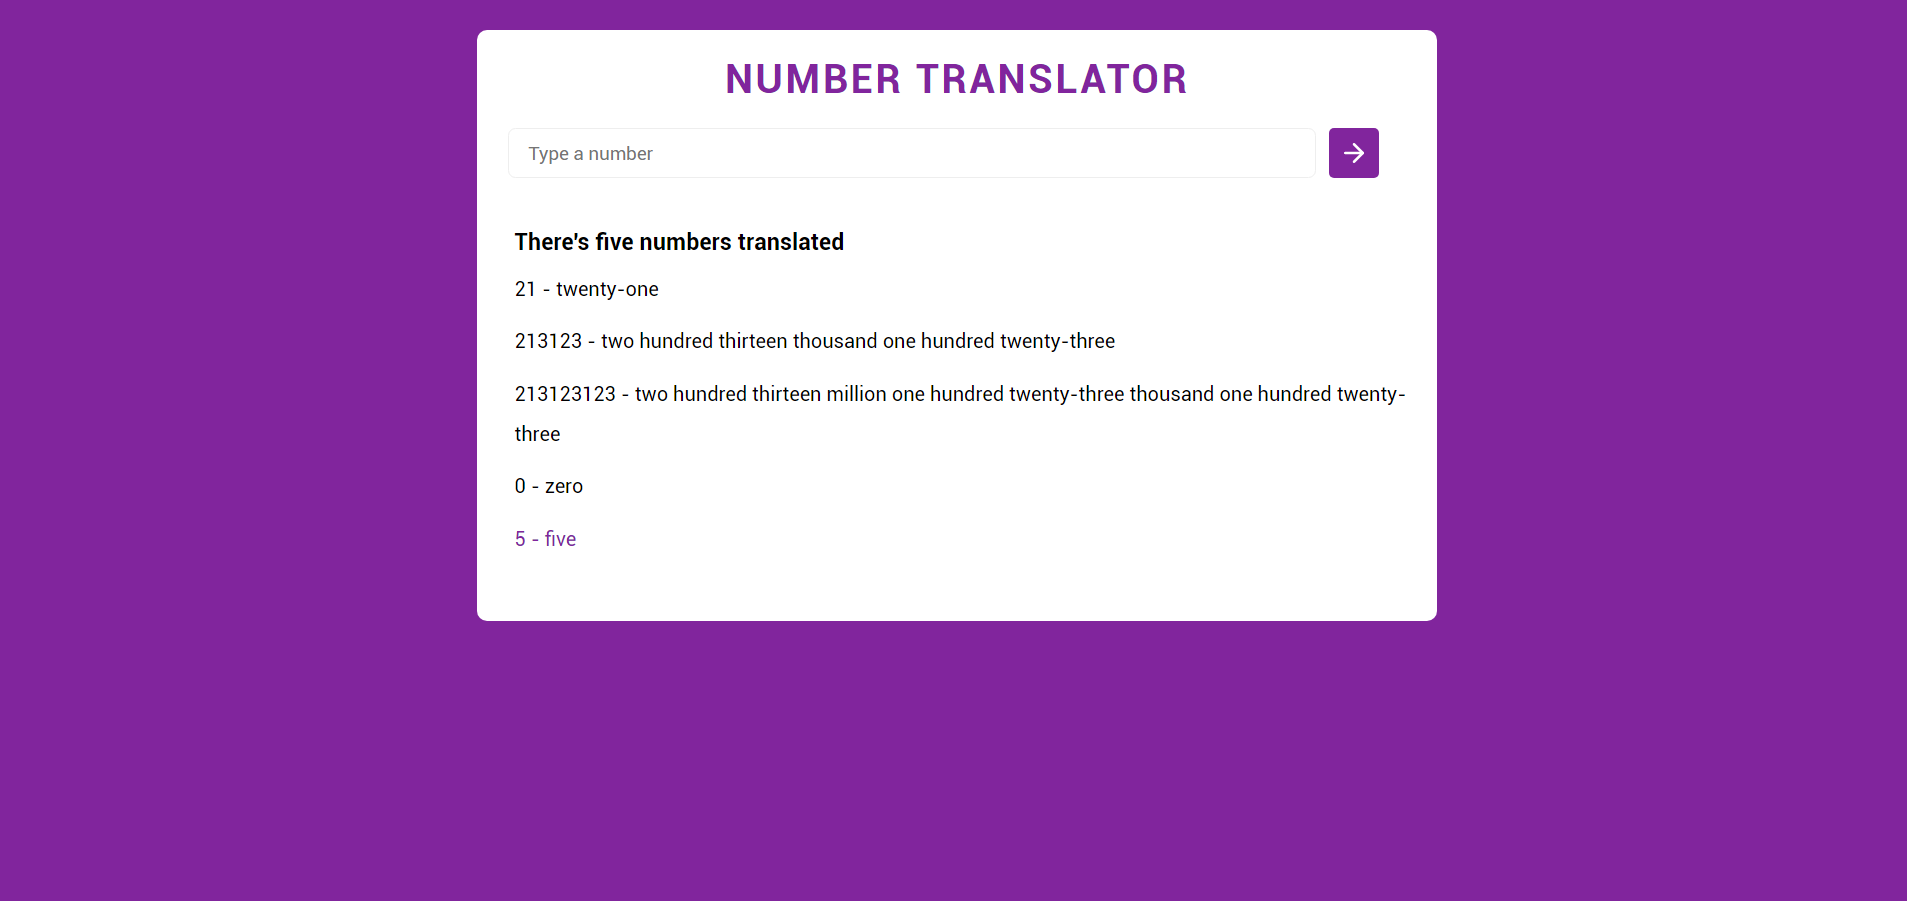 NUMBER TRANSLATOR
Type a number
There's five numbers translated
21 - twenty-one
213123 - two hundred thirteen thousand one hundred twenty-three
213123123 - two hundred thirteen million one hundred twenty-three thousand one hundred twenty-
three
0 - zero
5 - five